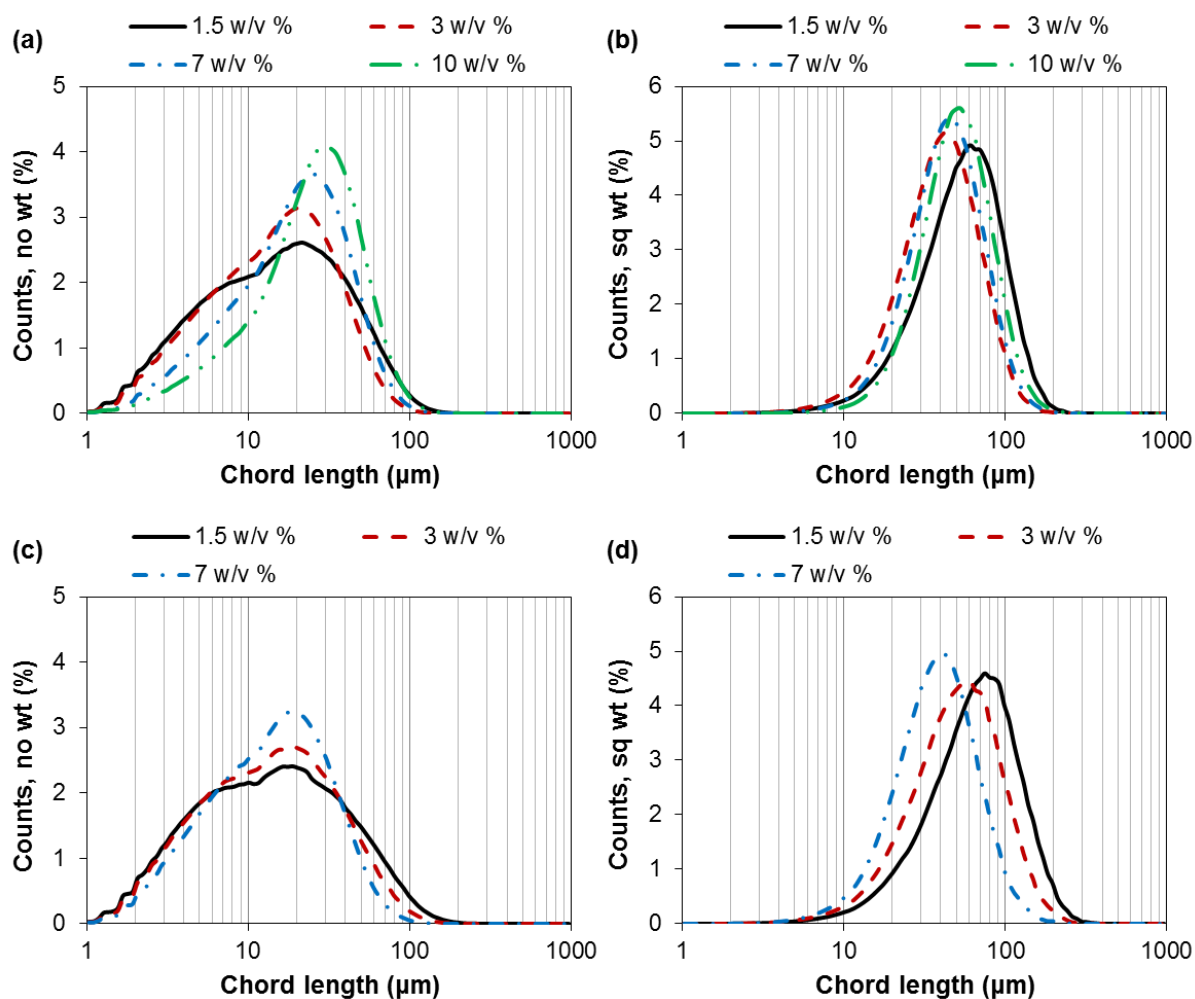 (a)
1.5 w/v %
3 w/v %
7 w/v %
10 w/v %
5
4
3
2
1
0
Counts, no wt (%)
1
10
100
1000
Chord length (µm)
(b)
1.5 w/v %
3 w/v %
7 w/v %
10 w/v %
6
5
4
3
2
1
0
Counts, sq wt (%)
1
10
100
1000
Chord length (µm)
(c)
1.5 w/v %
3 w/v %
7 w/v %
5
4
3
2
1
0
Counts, no wt (%)
1
10
100
1000
Chord length (µm)
(d)
1.5 w/v %
3 w/v %
7 w/v %
6
5
4
3
2
1
0
Counts, sq wt (%)
1
10
100
1000
Chord length (µm)